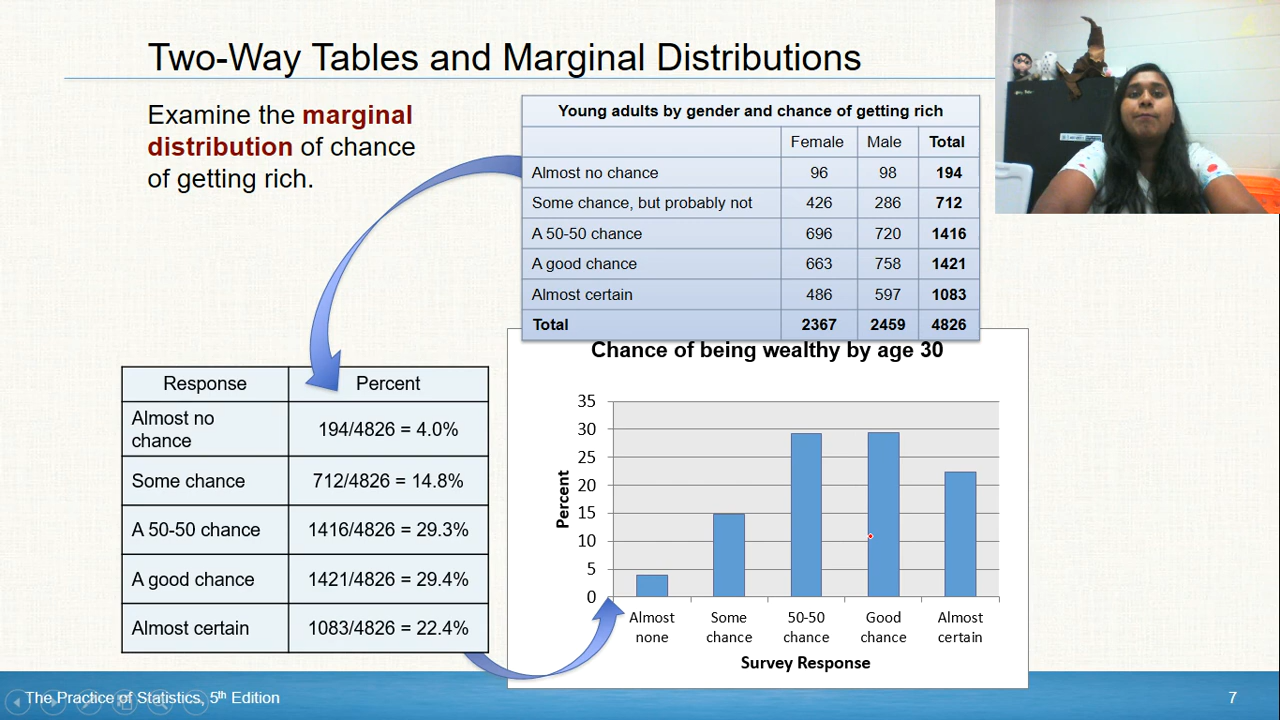 Two-Way Tables and Marginal Distributions
Examine the marginal
distribution of chance
of getting rich.
Young adults by gender and chance of getting rich
Female Male Total
Almost no chance 96 98 194
Some chance, but probably not 426 286 712
A 50-50 chance 696 720 1416
A good chance 663 758 1421
Almost certain 486 597 1083
Total 2367 2459 4826
Response Percent
Almost no
chance
194/4826 = 4.0%
Some chance 712/4826 = 14.8%
A 50-50 chance 1416/4826 = 29.3%
A good chance 1421/4826 = 29.4%
Almost certain 1083/4826 = 22.4%
Chance of being wealthy by age 30
Percent
35
30
25
20
15
10
5
0
Almost
none
Some
chance
50-50
chance
Good
chance
Almost
certain
Survey Response
The Practice of Statistics, 5th Edition
7